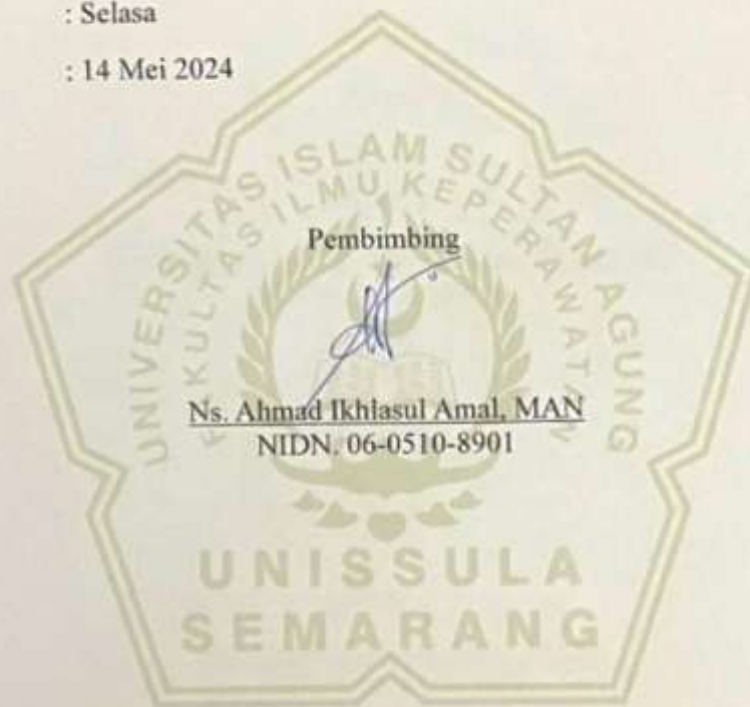 : Selasa
: 14 Mei 2024
UNIVERSITAS ISLAM SULTAN AGUNG
FAKULTAS ILMU KEPERAWATAN
Pembimbing
Ns. Ahmad Ikhlasul Amal, MAN
NIDN. 06-0510-8901
UNISSULA
SEMARANG